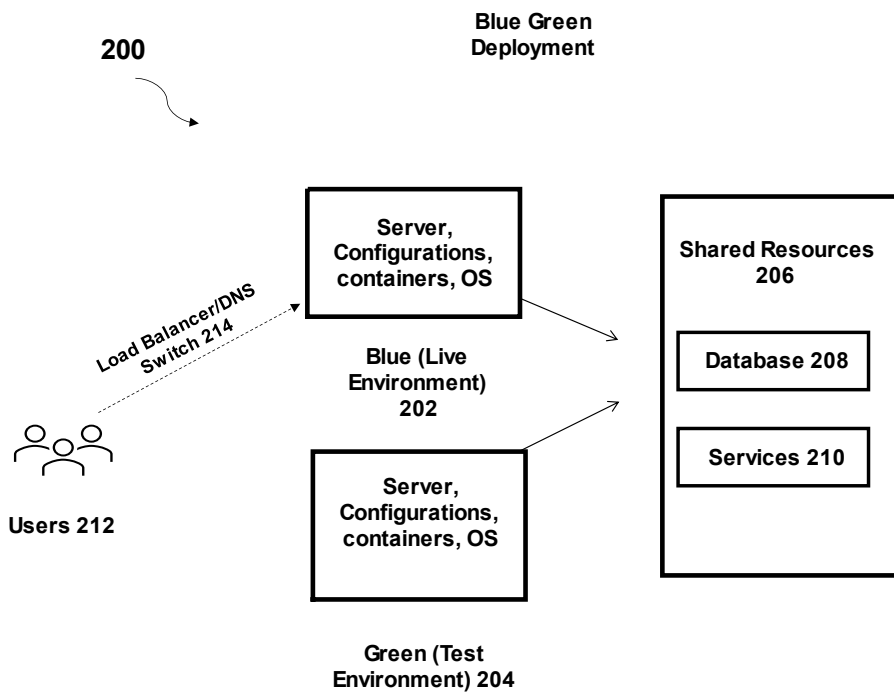 Blue Green
Deployment
200
Server,
Configurations,
containers, OS
Shared Resources
206
Load Balancer/DNS
Switch 214
Blue (Live
Environment)
202
Database 208
Services 210
Server,
Configurations,
containers, OS
Users 212
Green (Test
Environment) 204